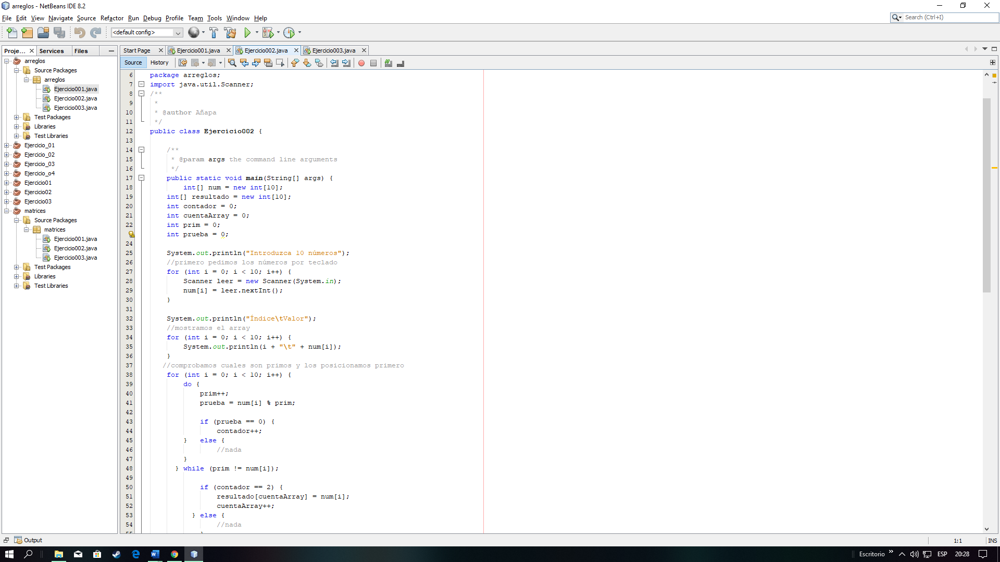 arreglos - NetBeans IDE 8.2
File Edit View Navigate Source Refactor Run Debug Profile Team Tools Window Help
Search (Ctrl+I)
<default config>
Proje... Services Files
Start Page Ejercicio001.java Ejercicio002.java Ejercicio003.java
Source History
arreglos
Source Packages
arreglos
Ejercicio001.java
Ejercicio002.java
Ejercicio003.java
Test Packages
Libraries
Test Libraries
Ejercicio_01
Ejercicio_02
Ejercicio_03
Ejercicio_o4
Ejercicio01
Ejercicio02
Ejercicio03
matrices
Source Packages
matrices
Ejercicio001.java
Ejercicio002.java
Ejercicio003.java
Test Packages
Libraries
Test Libraries
6 package arreglos;
7 import java.util.Scanner;
8 /**
9 *
10 * @author Añapa
11 */
12 public class Ejercicio002 {
13
14 /**
15 * @param args the command line arguments
16 */
17 public static void main(String[] args) {
18 int[] num = new int[10];
19 int[] resultado = new int[10];
20 int contador = 0;
21 int cuentaArray = 0;
22 int prim = 0;
int prueba = 0;
24
25 System.out.println("Introduzca 10 números");
26 //primero pedimos los números por teclado
27 for (int i = 0; i < 10; i++) {
28 Scanner leer = new Scanner(System.in);
29 num[i] = leer.nextInt();
30 }
31
32 System.out.println("Índice\tValor");
33 //mostramos el array
34 for (int i = 0; i < 10; i++) {
35 System.out.println(i + "\t" + num[i]);
36 }
37 //comprobamos cuales son primos y los posicionamos primero
38 for (int i = 0; i < 10; i++) {
39 do {
40 prim++;
41 prueba = num[i] % prim;
42
43 if (prueba == 0) {
44 contador++;
45 } else {
46 //nada
47 }
48 } while (prim != num[i]);
49
50 if (contador == 2) {
51 resultado[cuentaArray] = num[i];
52 cuentaArray++;
53 } else {
54 //nada
Output
1:1 INS
Escritorio ESP 20:28